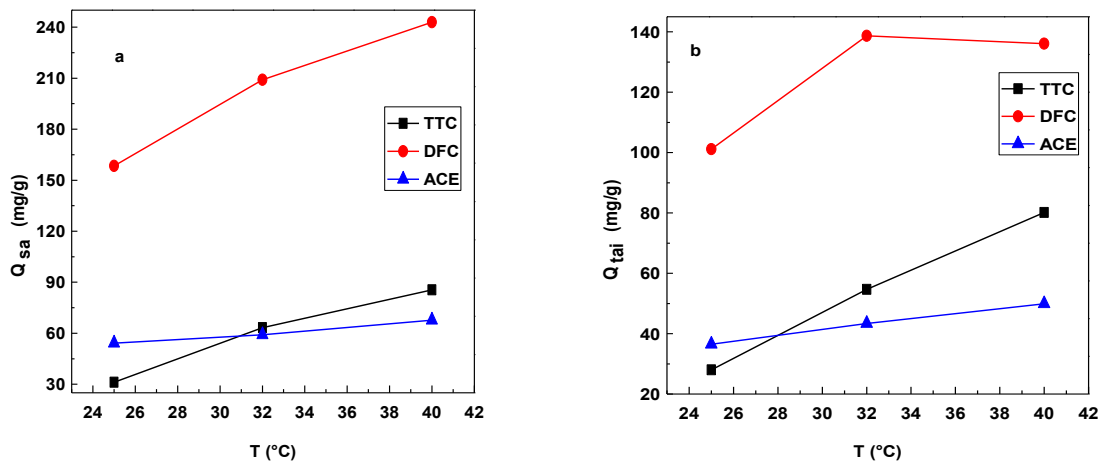 a
240
210
180
150
120
90
60
30
Q sa (mg/g)
TTC
DFC
ACE
24 26 28 30 32 34 36 38 40 42
T (°C)
b
140
120
100
80
60
40
20
Q tai (mg/g)
TTC
DFC
ACE
24 26 28 30 32 34 36 38 40 42
T (°C)